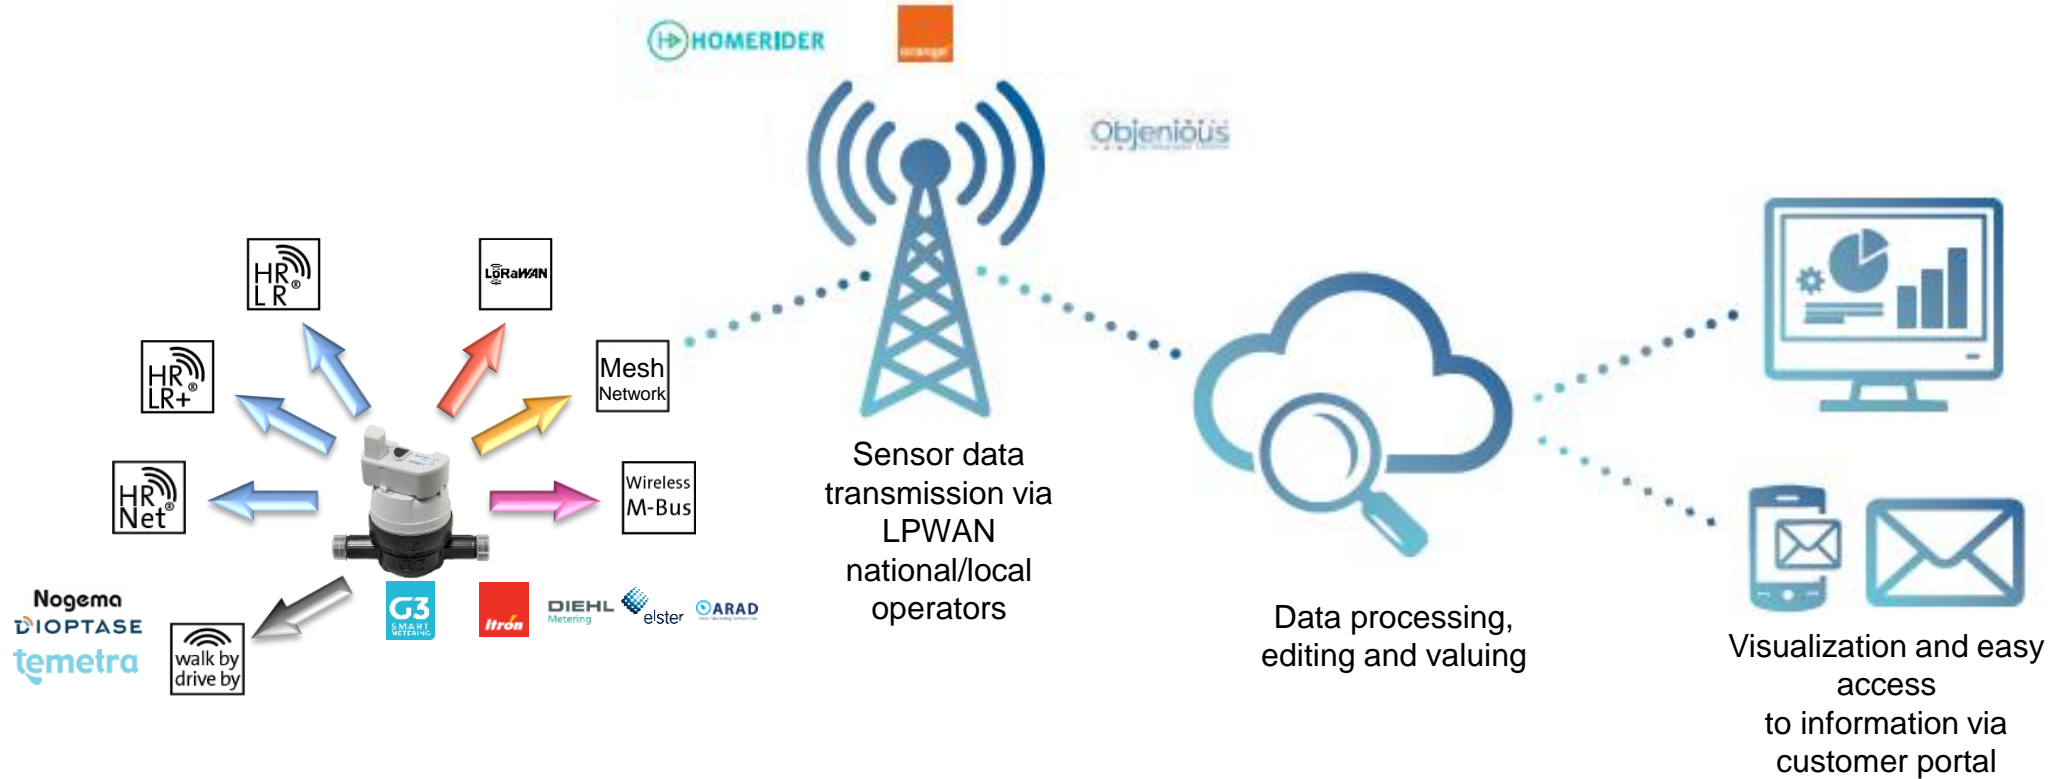 HOMERIDER
orange
Objenious
HR
LR®
LoRaWAN
HR
LR+®
Mesh
Network
HR
Net®
Wireless
M-Bus
Nogema
DIOPTASE
temetra
walk by
drive by
G3
SMART
METERING
Itrón
DIEHL
Metering
elster
ARAD
Sensor data
transmission via
LPWAN
national/local
operators
Data processing,
editing and valuing
Visualization and easy
access
to information via
customer portal